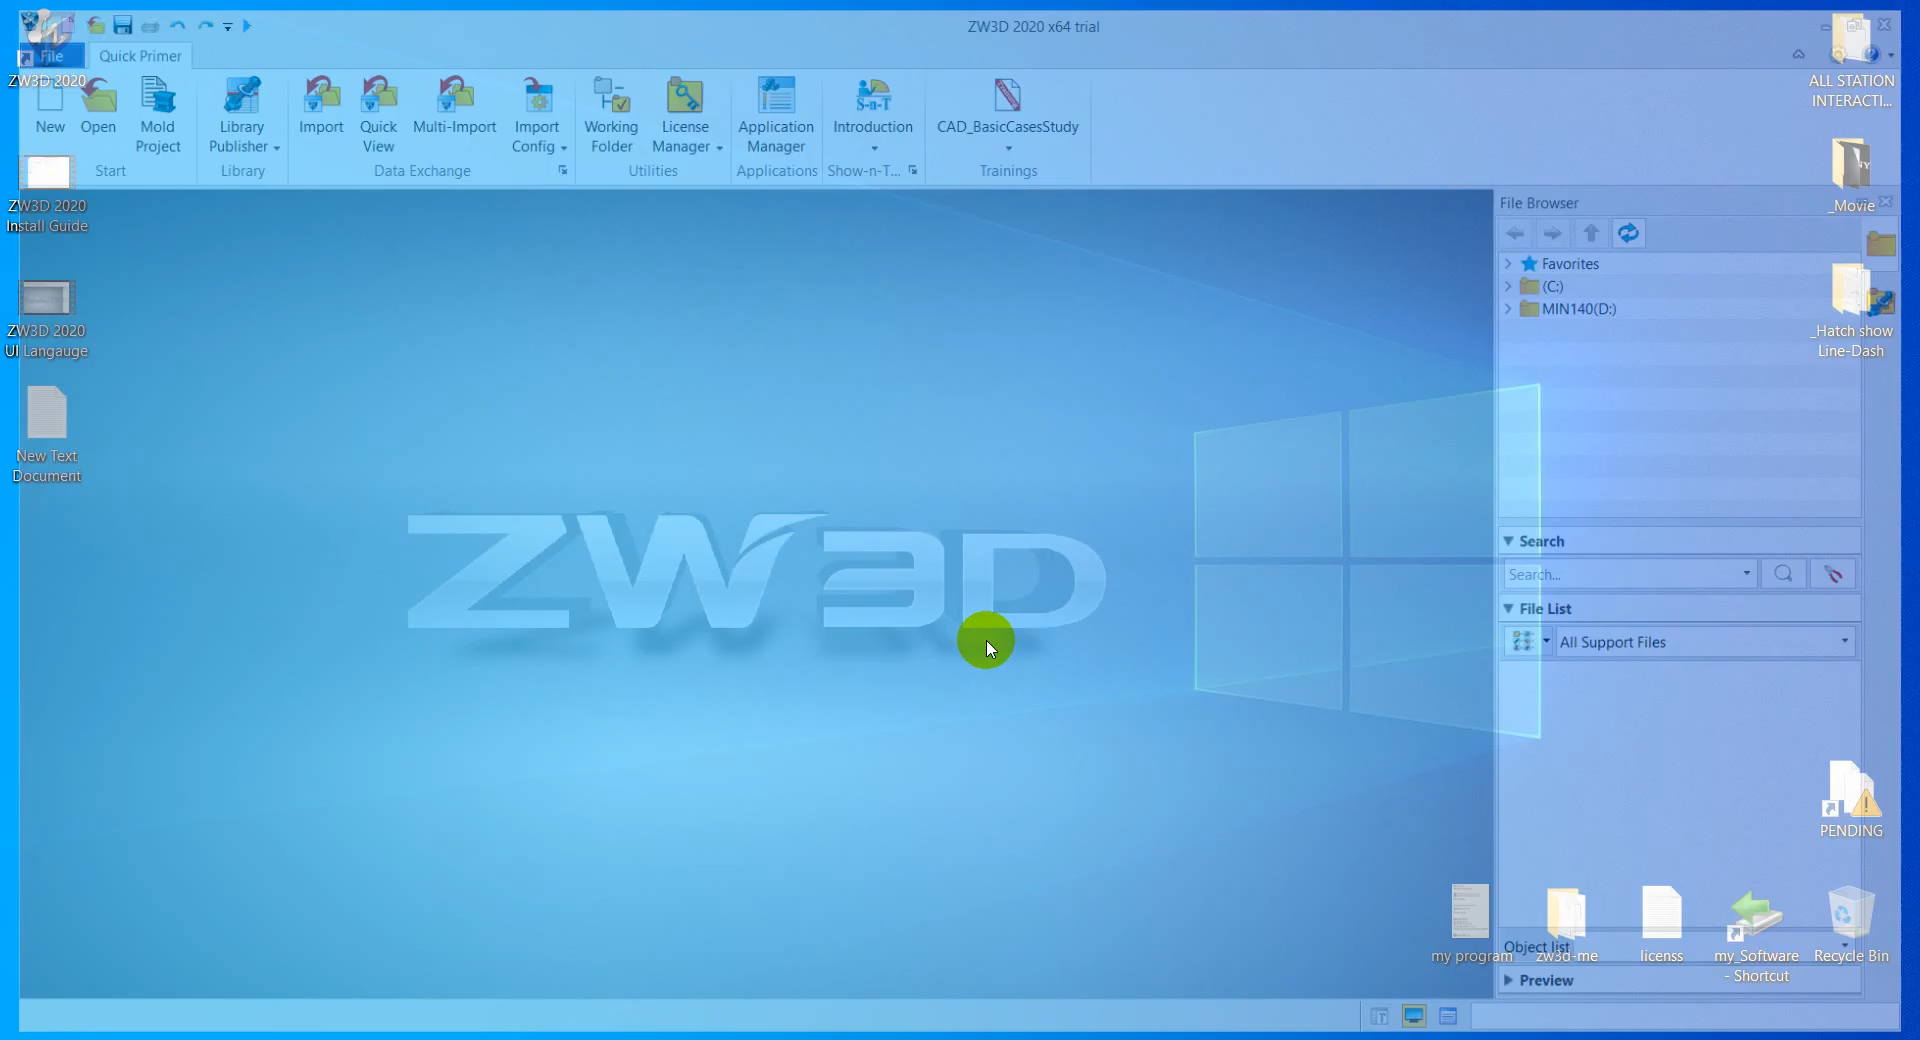 ZW3D 2020 x64 trial
File
Quick Primer
ZW3D 2020
New
Open
Mold
Project
Library
Publisher
Import
Quick
View
Multi-Import
Import
Config
Working
Folder
License
Manager
Application
Manager
S-n-T
Introduction
CAD_BasicCasesStudy
Start
Library
Data Exchange
Utilities
Applications
Show-n-T...
Trainings
ZW3D 2020
Install Guide
ZW3D 2020
UI Langauge
New Text
Document
ZW3D
File Browser
Favorites
(C:)
MIN140(D:)
Search
Search...
File List
All Support Files
Object list
Preview
ALL STATION
INTERACTI...
_Movie
_Hatch show
Line-Dash
PENDING
my program
zw3d-me
licenss
my_Software
- Shortcut
Recycle Bin